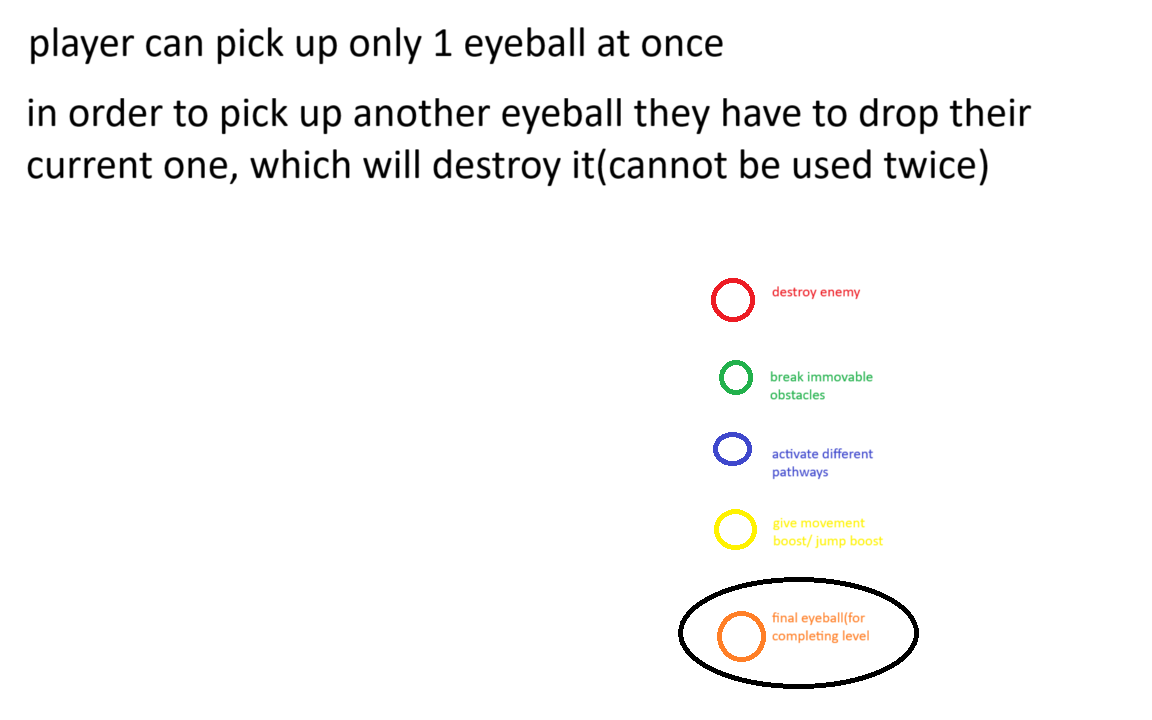 player can pick up only 1 eyeball at once
in order to pick up another eyeball they have to drop their
current one, which will destroy it(cannot be used twice)
destroy enemy
break immovable
obstacles
activate different
pathways
give movement
boost/ jump boost
final eyeball(for
completing level